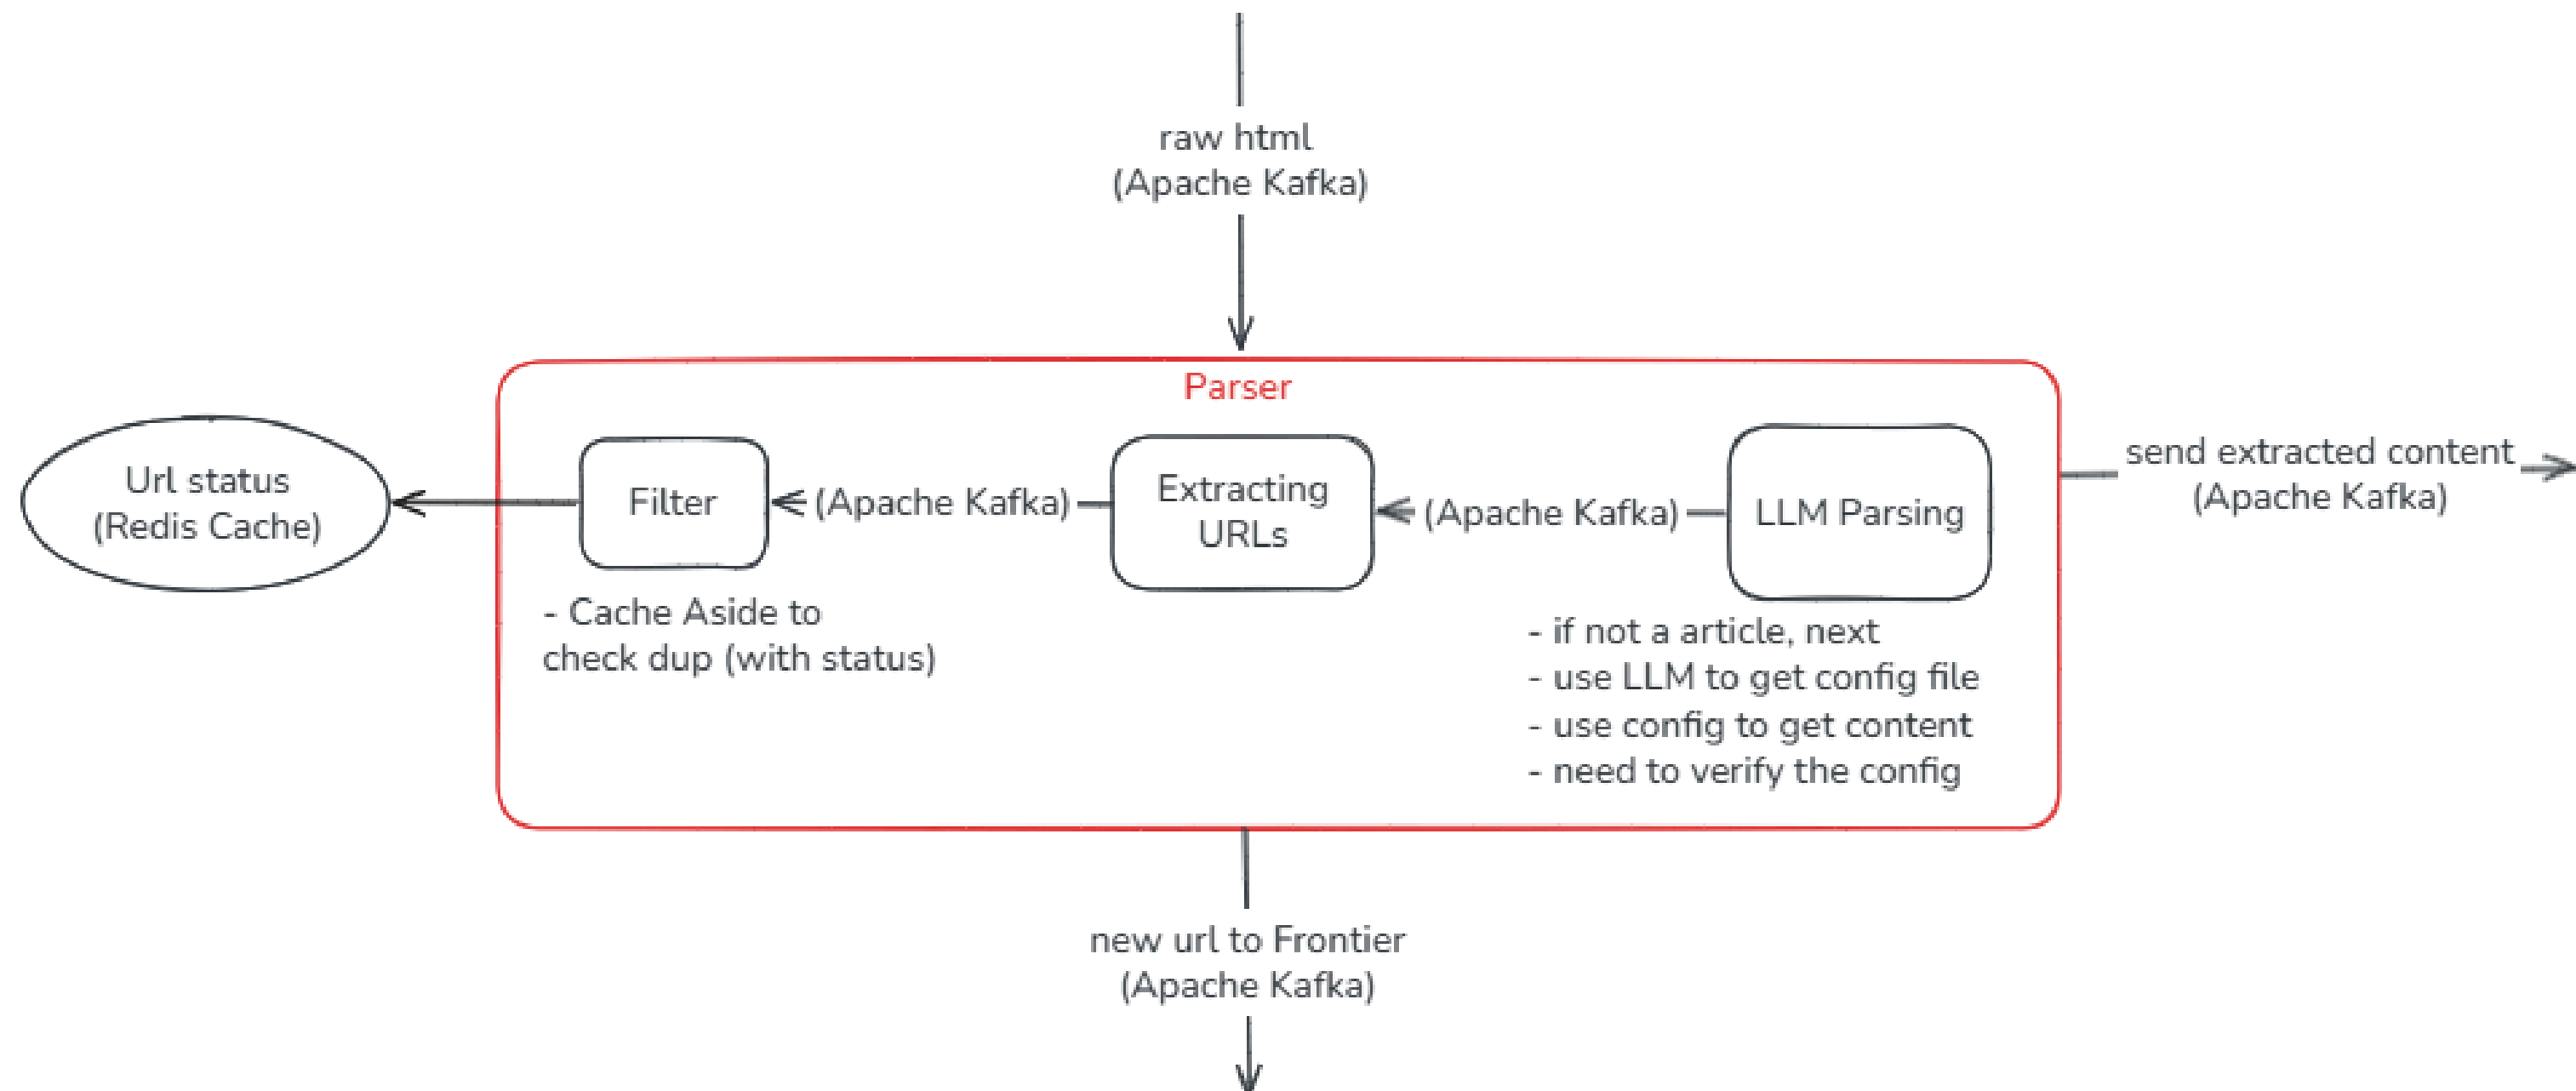 raw html
(Apache Kafka)
Parser
Url status
(Redis Cache)
Filter
(Apache Kafka)
Extracting
URLs
(Apache Kafka)
LLM Parsing
send extracted content
(Apache Kafka)
- Cache Aside to
check dup (with status)
- if not a article, next
- use LLM to get config file
- use config to get content
- need to verify the config
new url to Frontier
(Apache Kafka)